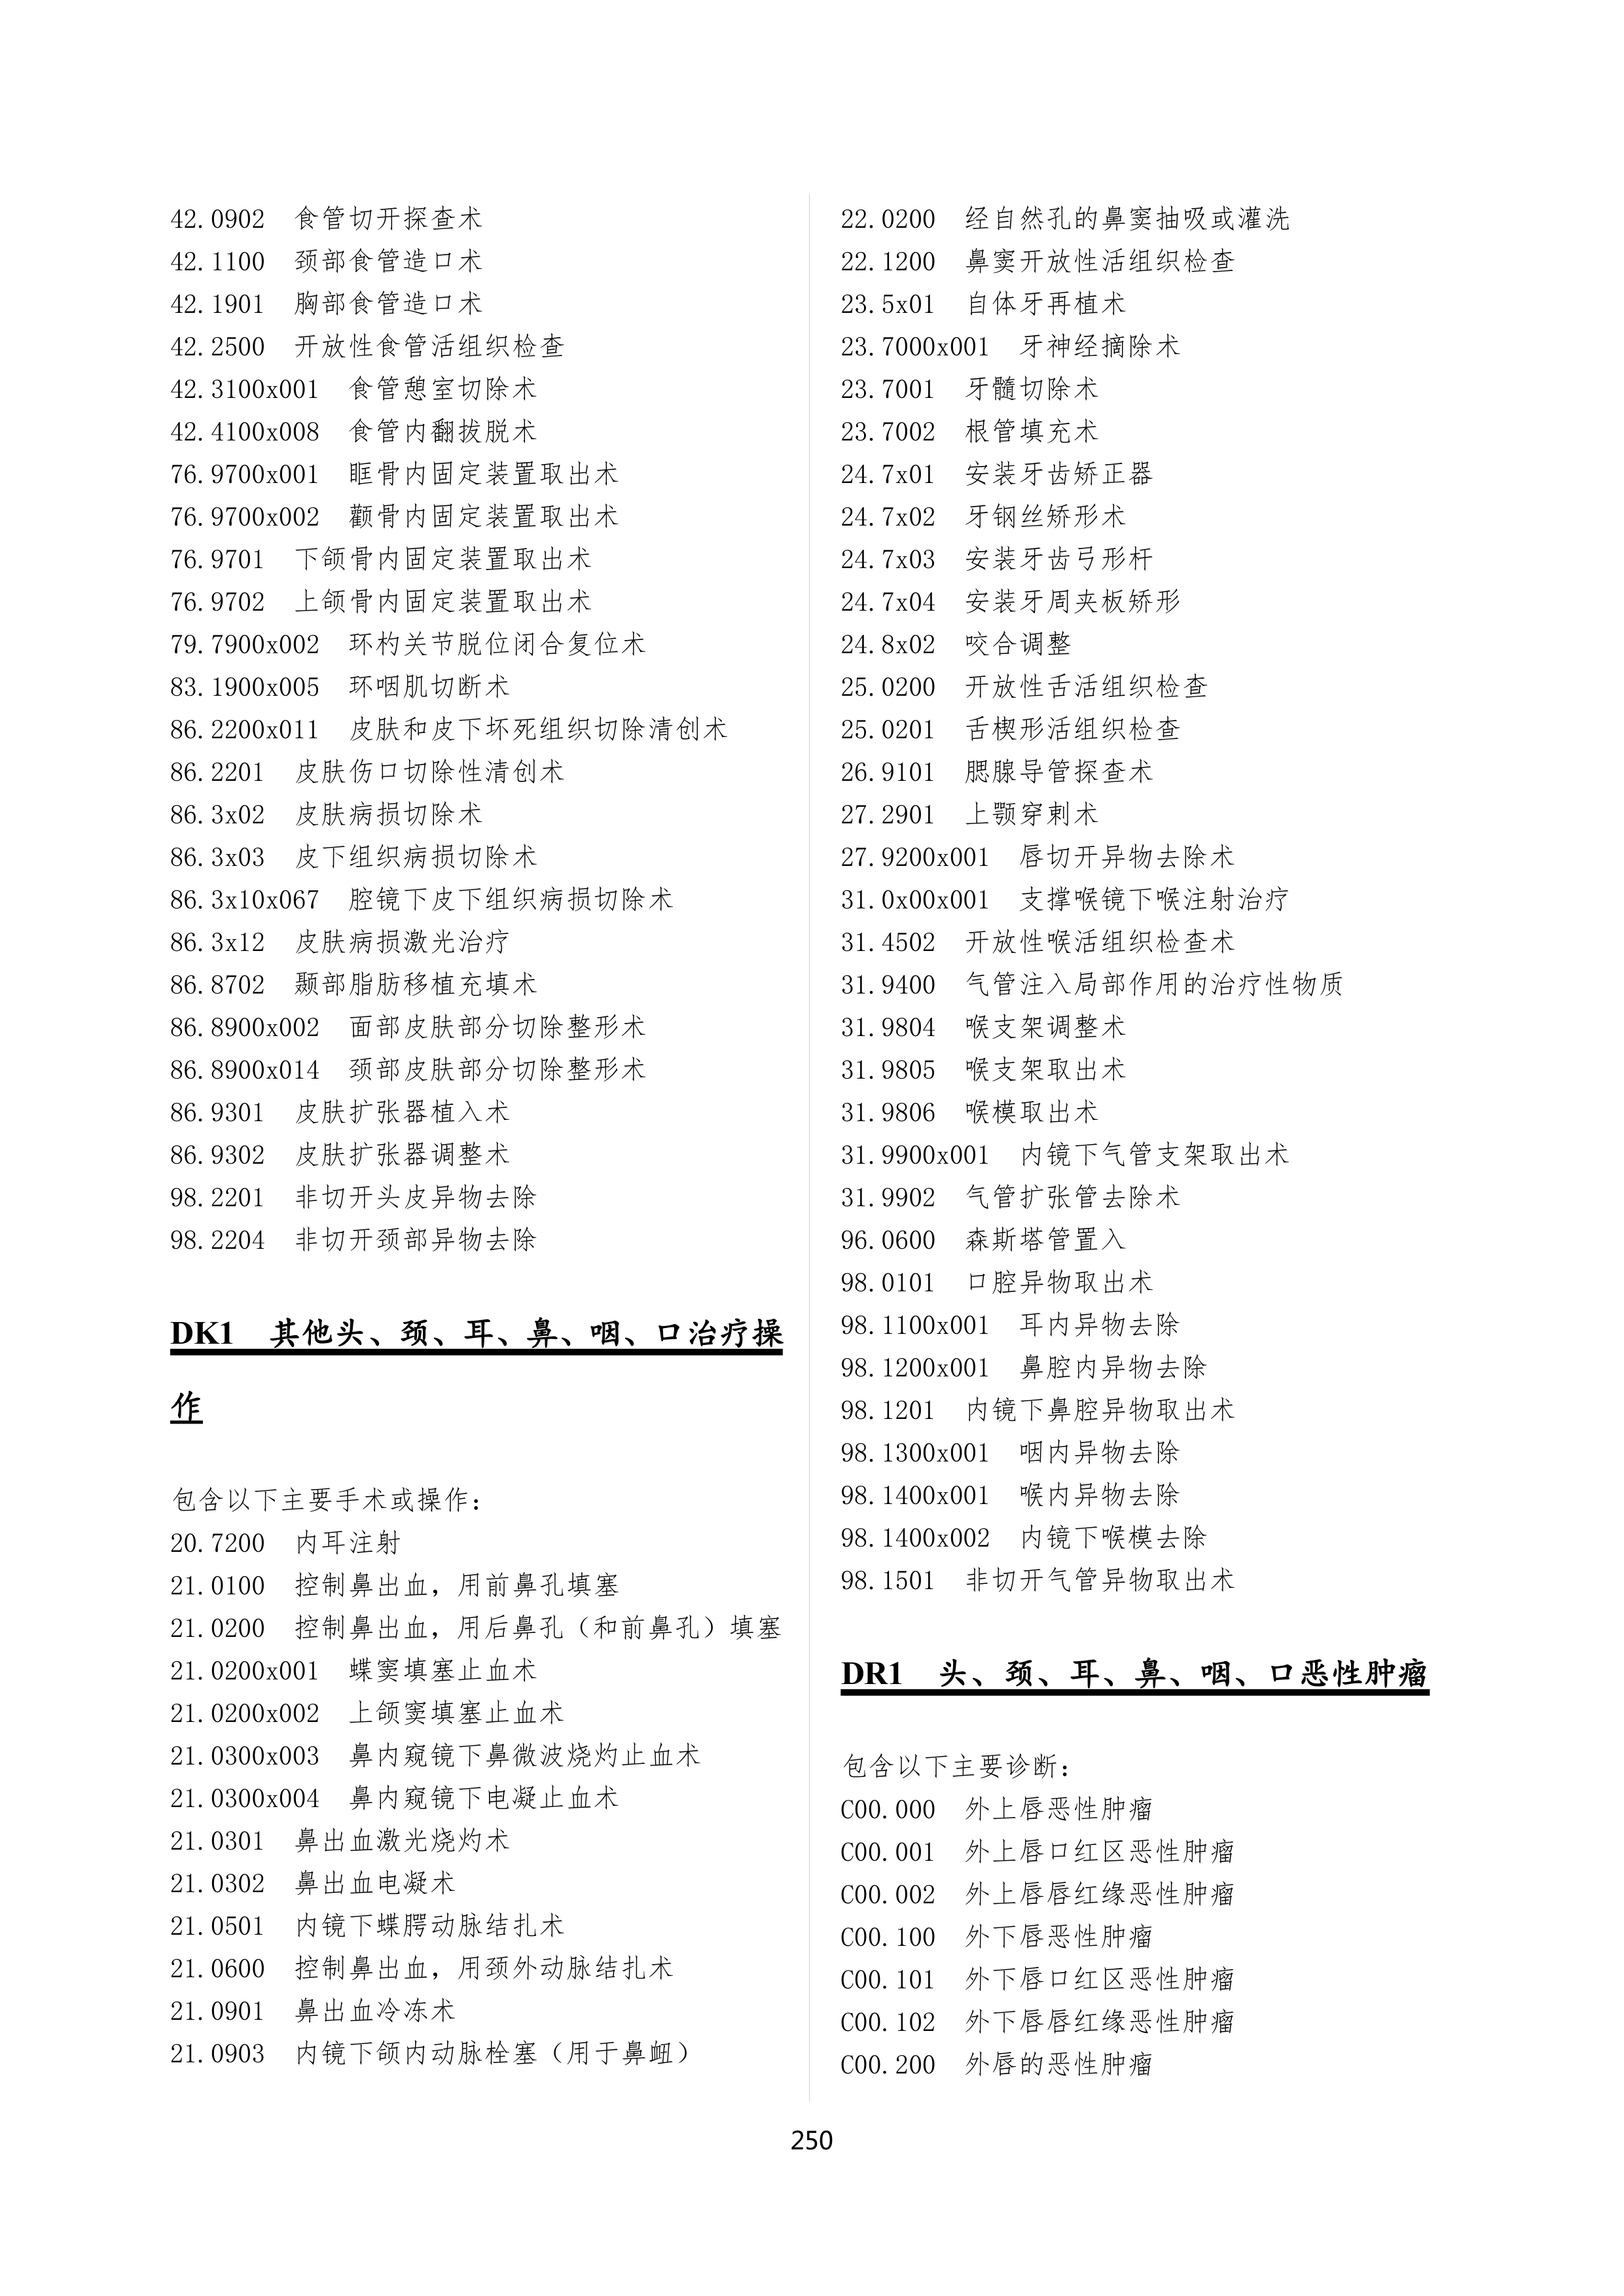 42.0902 食管切开探查术
42.1100 颈部食管造口术
42.1901 胸部食管造口术
42.2500 开放性食管活组织检查
42.3100x001 食管憩室切除术
42.4100x008 食管内翻拔脱术
76.9700x001 眶骨内固定装置取出术
76.9700x002 颧骨内固定装置取出术
76.9701 下颌骨内固定装置取出术
76.9702 上颌骨内固定装置取出术
79.7900x002 环杓关节脱位闭合复位术
83.1900x005 环咽肌切断术
86.2200x011 皮肤和皮下坏死组织切除清创术
86.2201 皮肤伤口切除性清创术
86.3x02 皮肤病损切除术
86.3x03 皮下组织病损切除术
86.3x10x067 腔镜下皮下组织病损切除术
86.3x12 皮肤病损激光治疗
86.8702 颞部脂肪移植充填术
86.8900x002 面部皮肤部分切除整形术
86.8900x014 颈部皮肤部分切除整形术
86.9301 皮肤扩张器植入术
86.9302 皮肤扩张器调整术
98.2201 非切开头皮异物去除
98.2204 非切开颈部异物去除
DK1 其他头、颈、耳、鼻、咽、口治疗操
作
包含以下主要手术或操作：
20.7200 内耳注射
21.0100 控制鼻出血，用前鼻孔填塞
21.0200 控制鼻出血，用后鼻孔（和前鼻孔）填塞
21.0200x001 蝶窦填塞止血术
21.0200x002 上颌窦填塞止血术
21.0300x003 鼻内窥镜下鼻微波烧灼止血术
21.0300x004 鼻内窥镜下电凝止血术
21.0301 鼻出血激光烧灼术
21.0302 鼻出血电凝术
21.0501 内镜下蝶腭动脉结扎术
21.0600 控制鼻出血，用颈外动脉结扎术
21.0901 鼻出血冷冻术
21.0903 内镜下颌内动脉栓塞（用于鼻衄）
22.0200 经自然孔的鼻窦抽吸或灌洗
22.1200 鼻窦开放性活组织检查
23.5x01 自体牙再植术
23.7000x001 牙神经摘除术
23.7001 牙髓切除术
23.7002 根管填充术
24.7x01 安装牙齿矫正器
24.7x02 牙钢丝矫形术
24.7x03 安装牙齿弓形杆
24.7x04 安装牙周夹板矫形
24.8x02 咬合调整
25.0200 开放性舌活组织检查
25.0201 舌楔形活组织检查
26.9101 腮腺导管探查术
27.2901 上颚穿刺术
27.9200x001 唇切开异物去除术
31.0x00x001 支撑喉镜下喉注射治疗
31.4502 开放性喉活组织检查术
31.9400 气管注入局部作用的治疗性物质
31.9804 喉支架调整术
31.9805 喉支架取出术
31.9806 喉模取出术
31.9900x001 内镜下气管支架取出术
31.9902 气管扩张管去除术
96.0600 森斯塔管置入
98.0101 口腔异物取出术
98.1100x001 耳内异物去除
98.1200x001 鼻腔内异物去除
98.1201 内镜下鼻腔异物取出术
98.1300x001 咽内异物去除
98.1400x001 喉内异物去除
98.1400x002 内镜下喉模去除
98.1501 非切开气管异物取出术
DR1 头、颈、耳、鼻、咽、口恶性肿瘤
包含以下主要诊断：
C00.000 外上唇恶性肿瘤
C00.001 外上唇口红区恶性肿瘤
C00.002 外上唇唇红缘恶性肿瘤
C00.100 外下唇恶性肿瘤
C00.101 外下唇口红区恶性肿瘤
C00.102 外下唇唇红缘恶性肿瘤
C00.200 外唇的恶性肿瘤
250